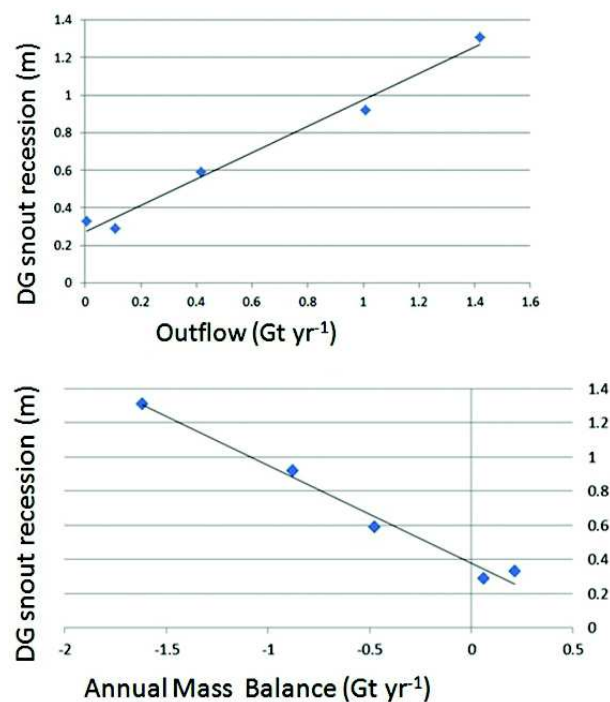 DG snout recession (m)
1.4
1.2
1
0.8
0.6
0.4
0.2
0
0 0.2 0.4 0.6 0.8 1 1.2 1.4 1.6
Outflow (Gt yr⁻¹)
DG snout recession (m)
1.4
1.2
1
0.8
0.6
0.4
0.2
0
-2 -1.5 -1 -0.5 0 0.5
Annual Mass Balance (Gt yr⁻¹)